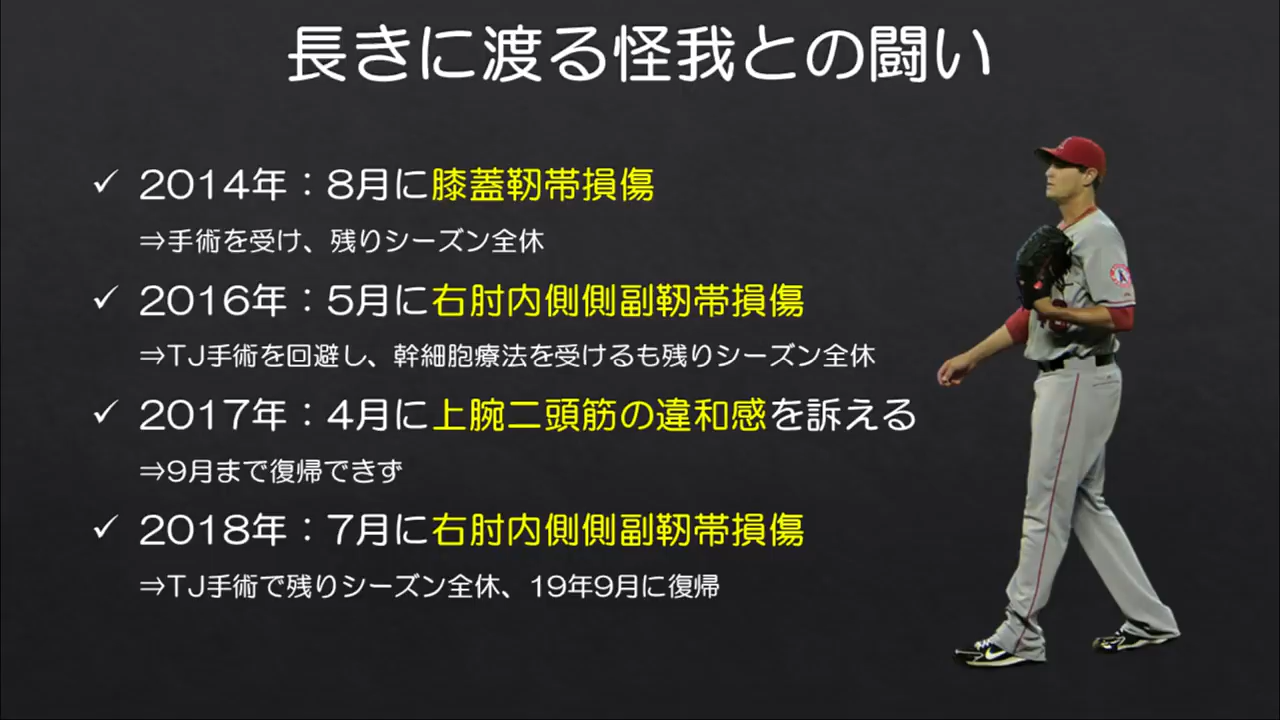 長きに渡る怪我との闘い
✓ 2014年：8月に膝蓋靭帯損傷
⇒手術を受け、残りシーズン全休
✓ 2016年：5月に右肘内側側副靭帯損傷
⇒TJ手術を回避し、幹細胞療法を受けるも残りシーズン全休
✓ 2017年：4月に上腕二頭筋の違和感を訴える
⇒9月まで復帰できず
✓ 2018年：7月に右肘内側側副靭帯損傷
⇒TJ手術で残りシーズン全休、19年9月に復帰